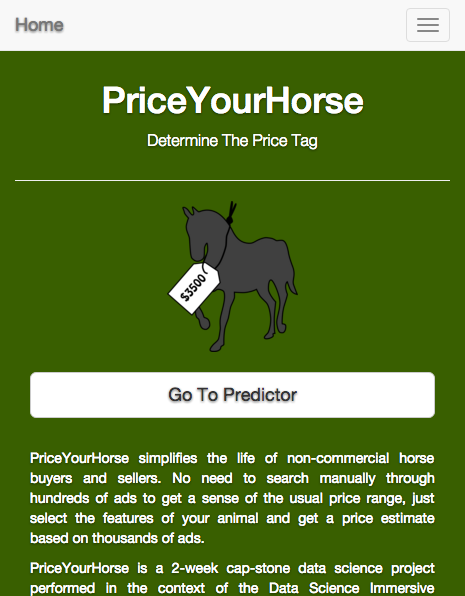 Home
PriceYourHorse
Determine The Price Tag
$3500
Go To Predictor
PriceYourHorse simplifies the life of non-commercial horse
buyers and sellers. No need to search manually through
hundreds of ads to get a sense of the usual price range, just
select the features of your animal and get a price estimate
based on thousands of ads.
PriceYourHorse is a 2-week cap-stone data science project
performed in the context of the Data Science Immersive